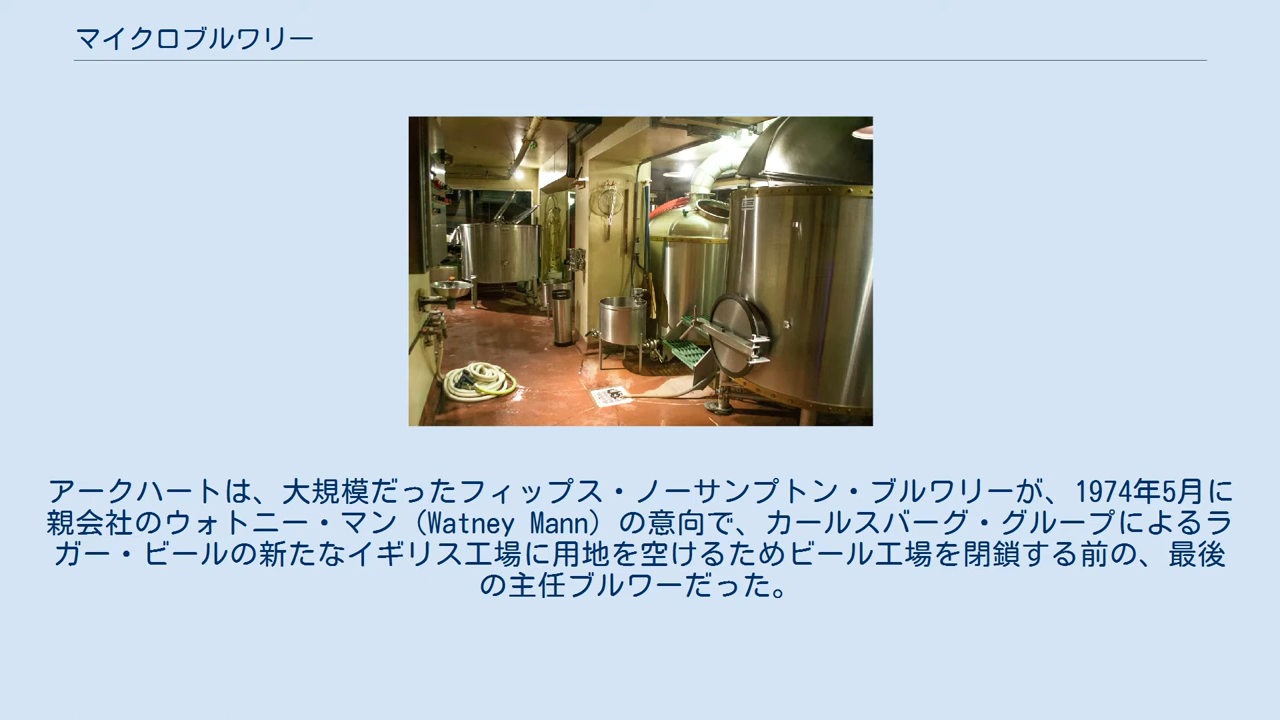 マイクロブルワリー
アークハートは、大規模だったフィップス・ノーサンプトン・ブルワリーが、1974年5月に
親会社のウォトニー・マン（Watney Mann）の意向で、カールスバーグ・グループによるラ
ガー・ビールの新たなイギリス工場に用地を空けるためビール工場を閉鎖する前の、最後
の主任ブルワーだった。